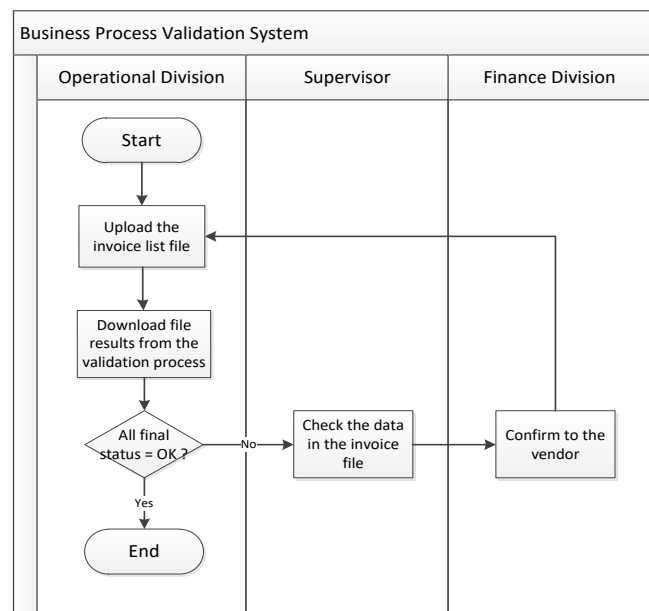 Business Process Validation System
Operational Division
Supervisor
Finance Division
Start
Upload the
invoice list file
Download file
results from the
validation process
All final
status = OK ?
No
Check the data
in the invoice
file
Confirm to the
vendor
Yes
End